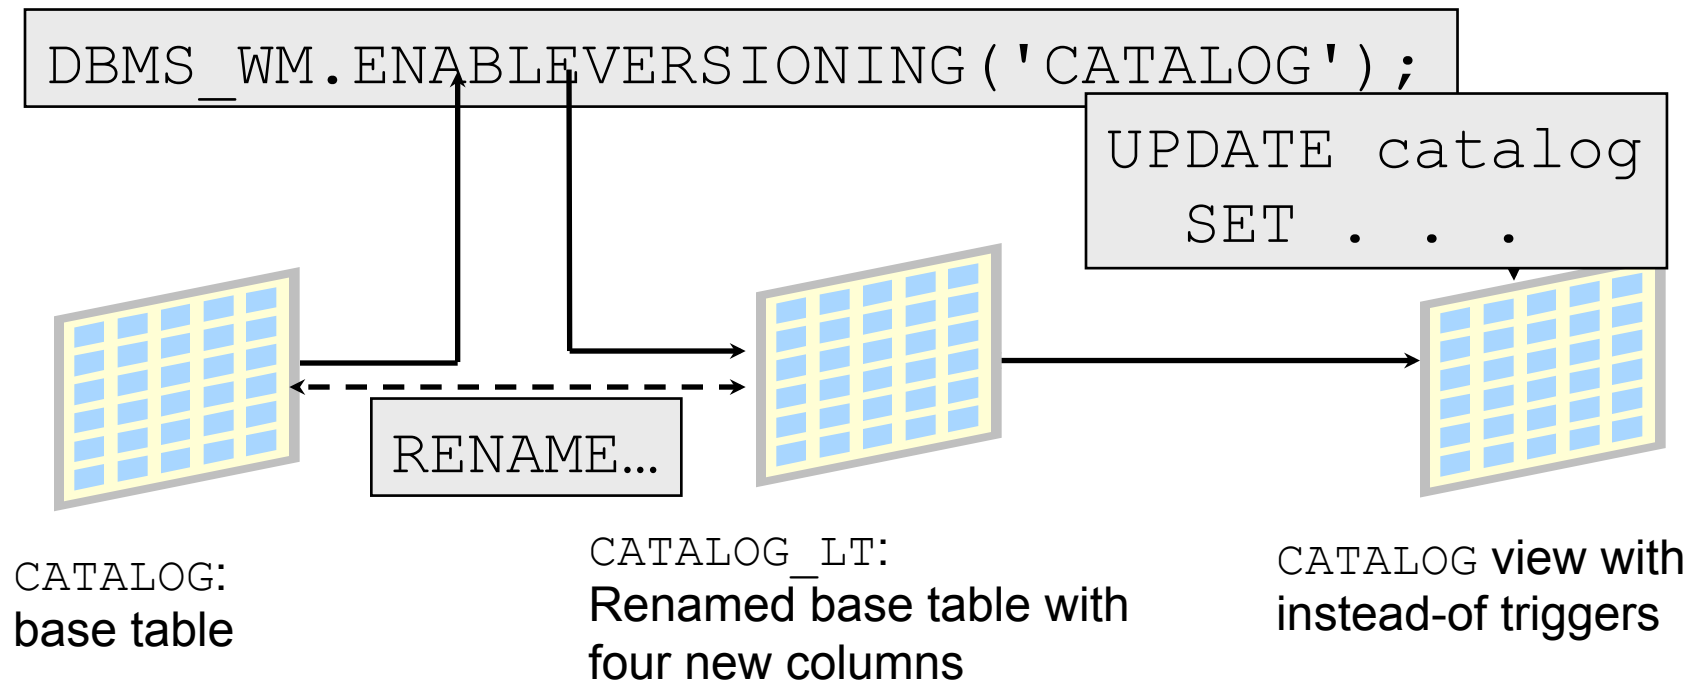 DBMS_WM.ENABLEVERSIONING('CATALOG');
UPDATE catalog
SET . . .
RENAME…
CATALOG:
base table
CATALOG_LT:
Renamed base table with
four new columns
CATALOG view with
instead-of triggers